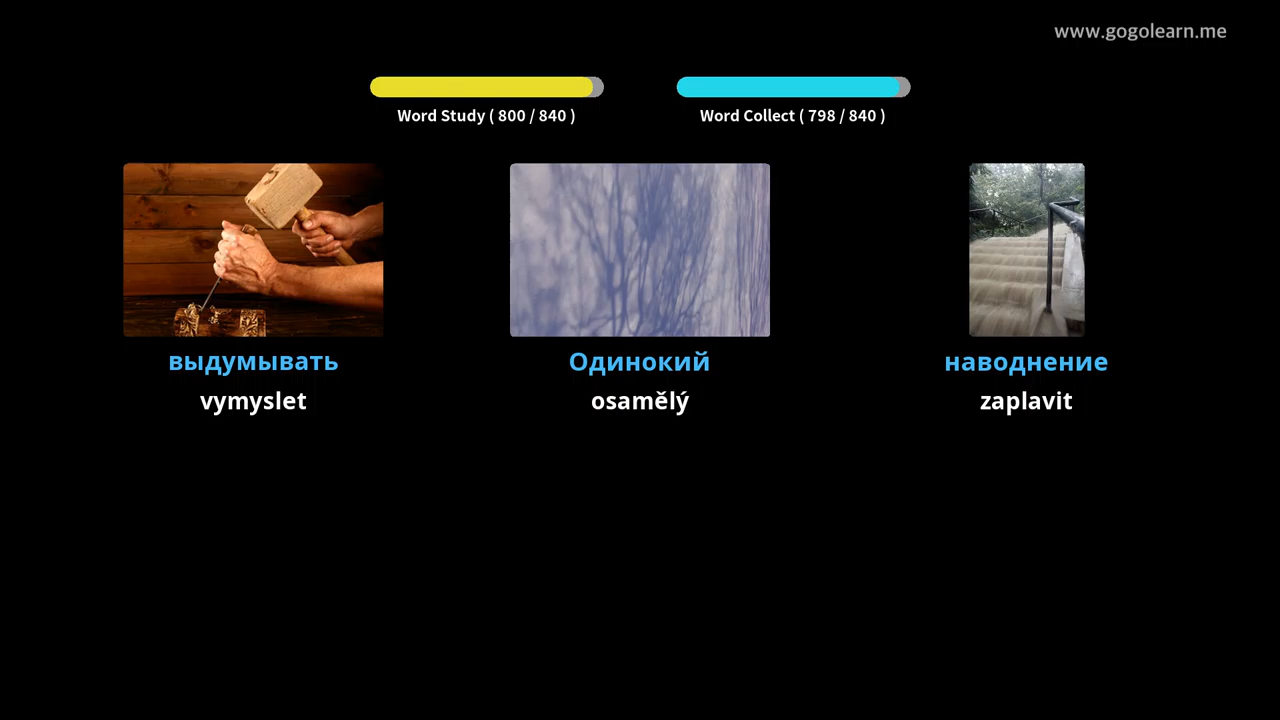 www.gogolearn.me
Word Study ( 800 / 840 )
Word Collect ( 798 / 840 )
выдумывать
vymyslet
Одинокий
osamělý
наводнение
zaplavit